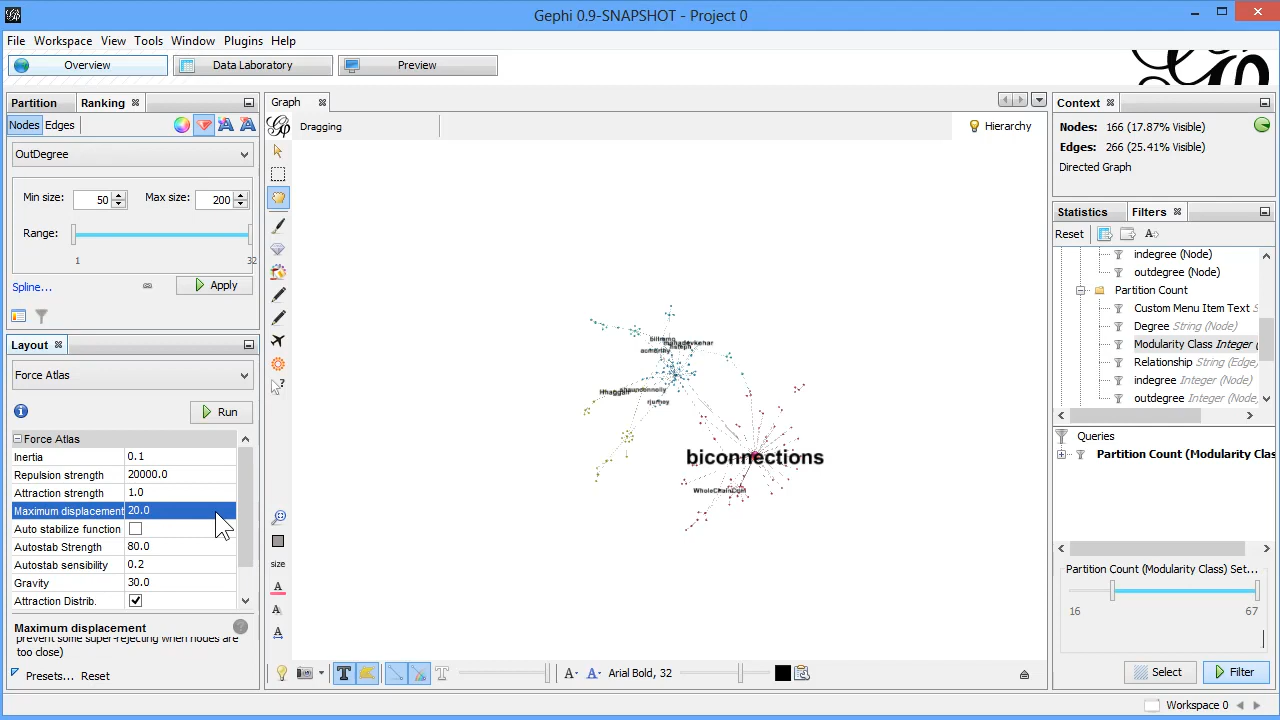 Gephi 0.9-SNAPSHOT - Project 0
File Workspace View Tools Window Plugins Help
Overview Data Laboratory Preview
Partition Ranking
Nodes Edges
OutDegree
Min size: 50 Max size: 200
Range:
1 32
Spline...
Apply
Layout
Force Atlas
Run
Force Atlas
Inertia 0.1
Repulsion strength 20000.0
Attraction strength 1.0
Maximum displacement 20.0
Auto stabilize function
Autostab Strength 80.0
Autostab sensibility 0.2
Gravity 30.0
Attraction Distrib.
Maximum displacement
prevent some super-rejecting when nodes are
too close)
Presets... Reset
Graph
Dragging
Hierarchy
size
mahadevkehar
authority
shaunconnolly
rjurney
biconnections
Arial Bold, 32
Context
Nodes: 166 (17.87% Visible)
Edges: 266 (25.41% Visible)
Directed Graph
Statistics Filters
Reset
indegree (Node)
outdegree (Node)
Partition Count
Custom Menu Item Text S
Degree String (Node)
Modularity Class Integer (
Relationship String (Edge)
indegree Integer (Node)
outdegree Integer (Node)
Queries
Partition Count (Modularity Clas
Partition Count (Modularity Class) Set...
16 67
Select Filter
Workspace 0